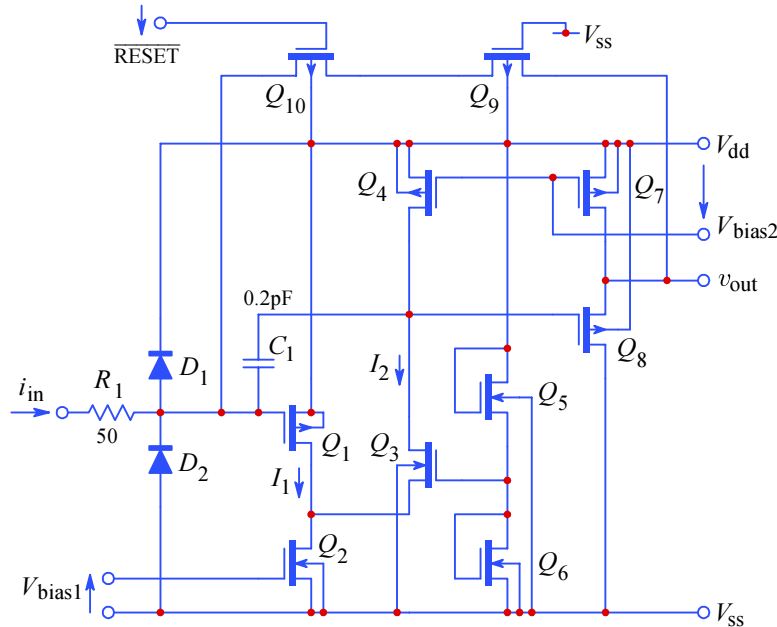 RESET
Vss
Q10
Q9
Vdd
Q4
Q7
Vbias2
0.2pF
vout
C1
Q8
D1
I2
iin
R1
Q5
50
Q1
Q3
D2
I1
Q2
Q6
Vbias1
Vss